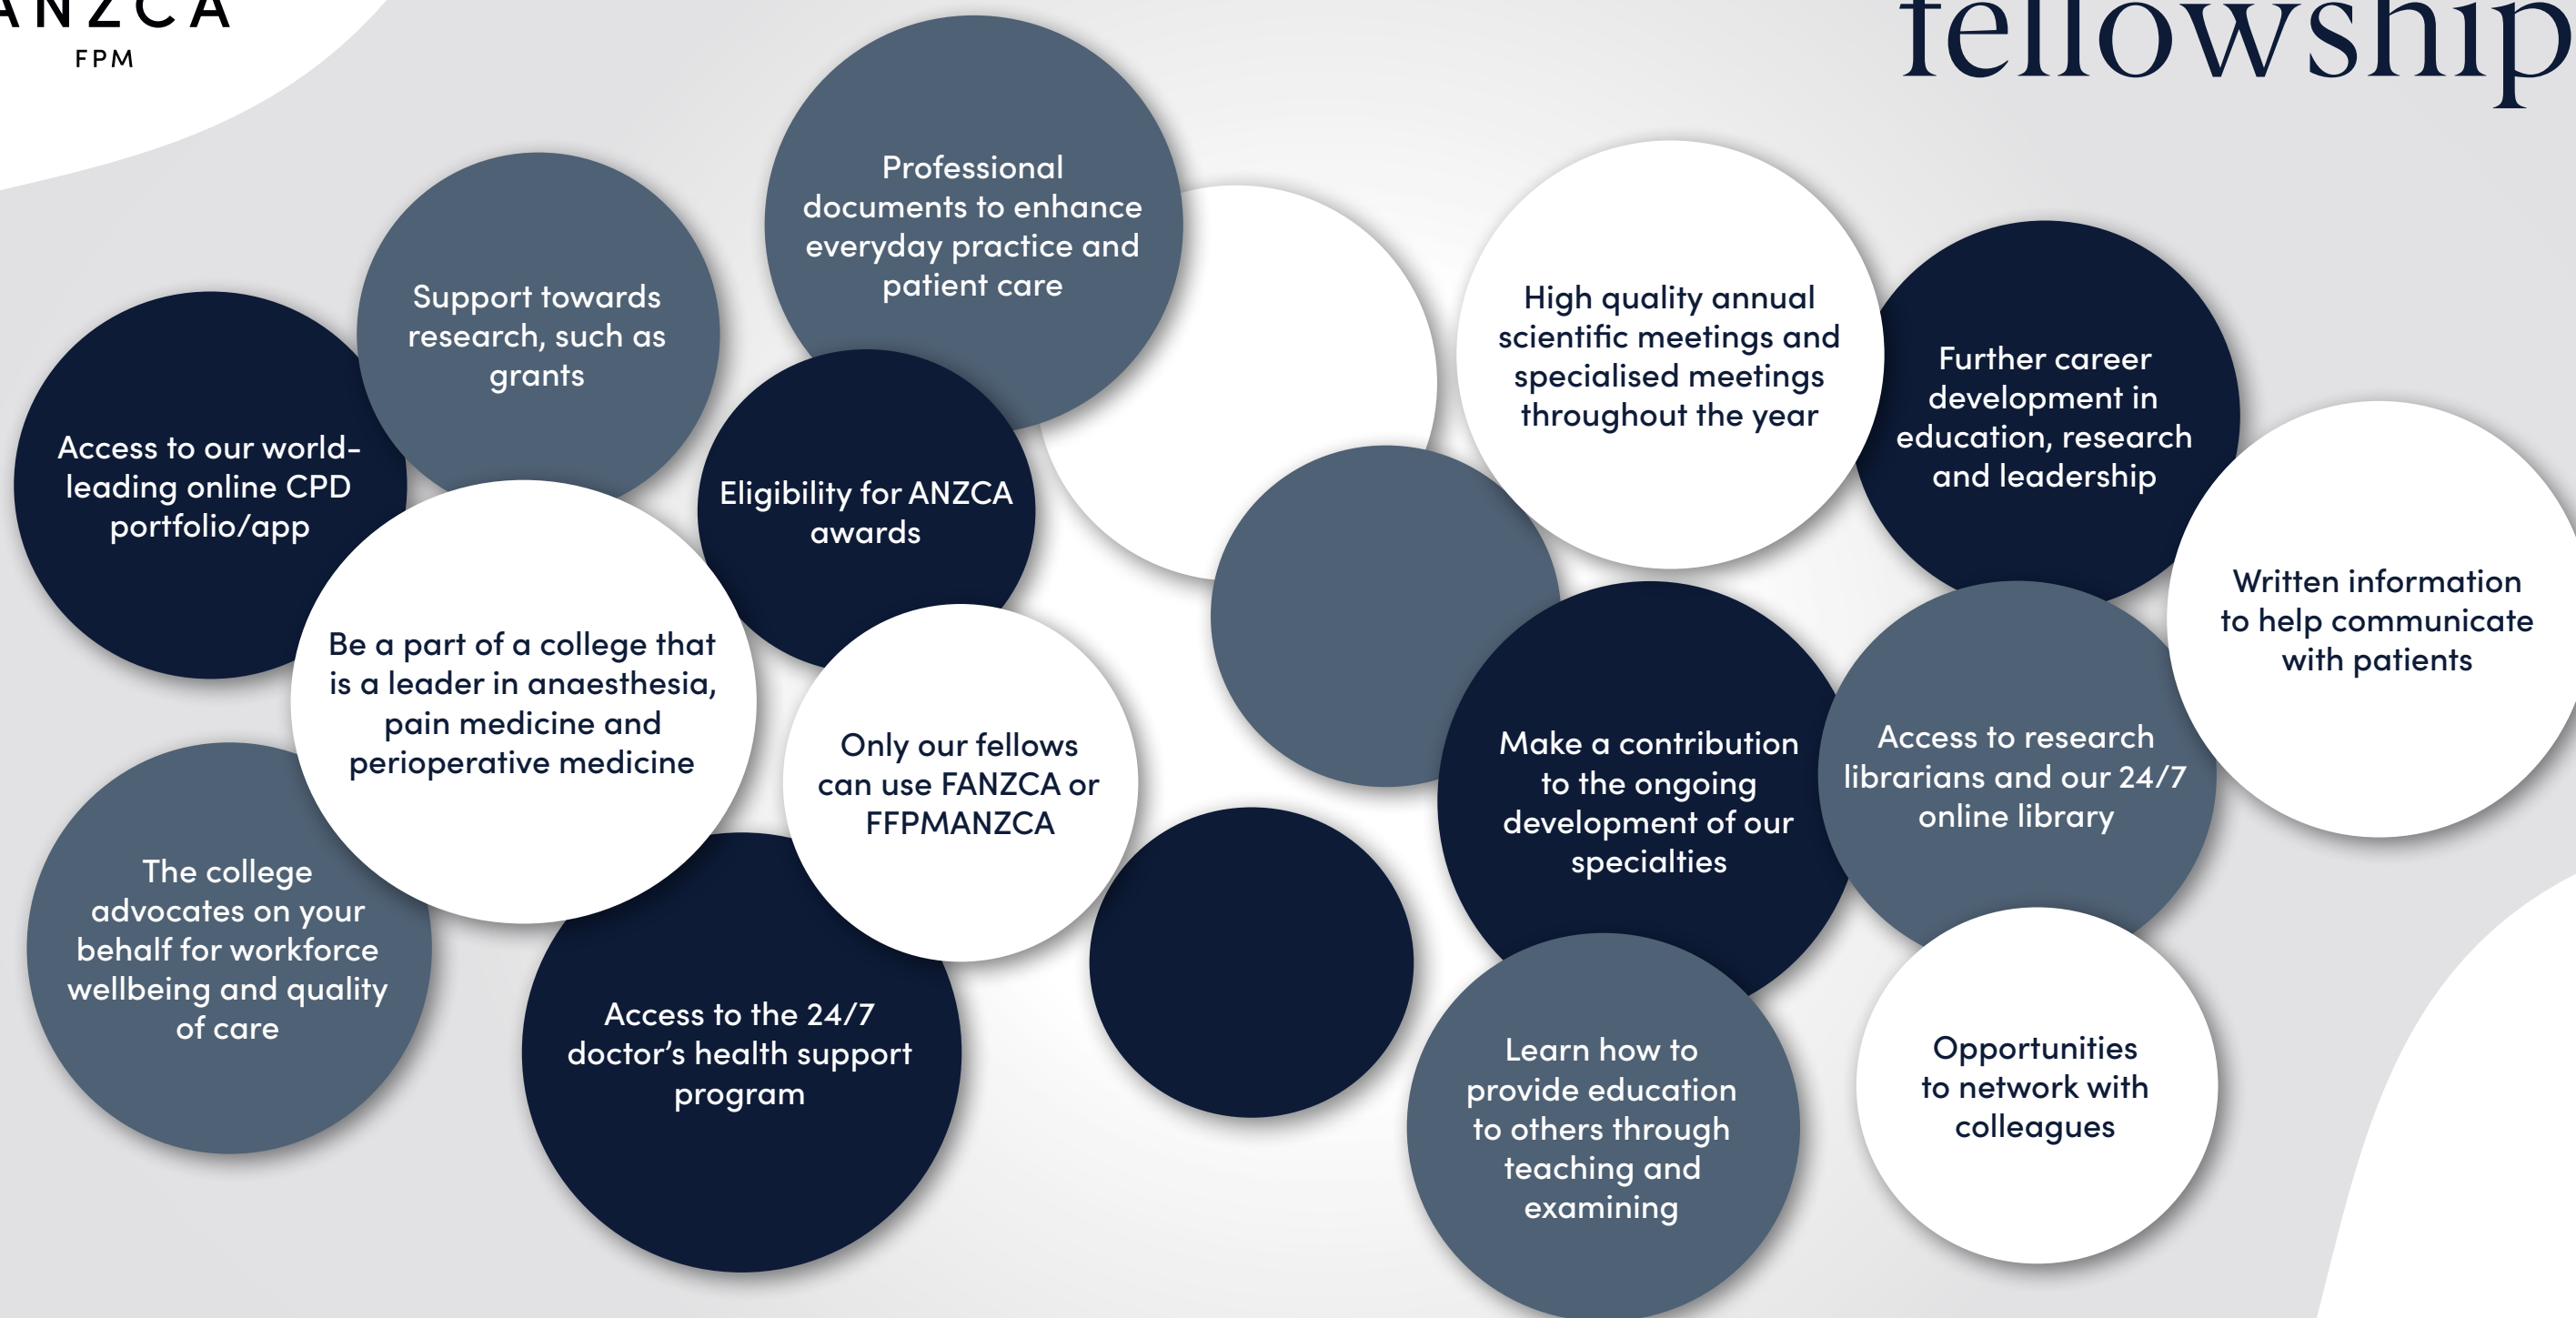 ANZCA
FPM
fellowship
Professional
documents to enhance
everyday practice and
patient care
Support towards
research, such as
grants
High quality annual
scientific meetings and
specialised meetings
throughout the year
Further career
development in
education, research
and leadership
Access to our world-
leading online CPD
portfolio/app
Eligibility for ANZCA
awards
Written information
to help communicate
with patients
Be a part of a college that
is a leader in anaesthesia,
pain medicine and
perioperative medicine
Only our fellows
can use FANZCA or
FFPMANZCA
Make a contribution
to the ongoing
development of our
specialties
Access to research
librarians and our 24/7
online library
The college
advocates on your
behalf for workforce
wellbeing and quality
of care
Access to the 24/7
doctor’s health support
program
Learn how to
provide education
to others through
teaching and
examining
Opportunities
to network with
colleagues